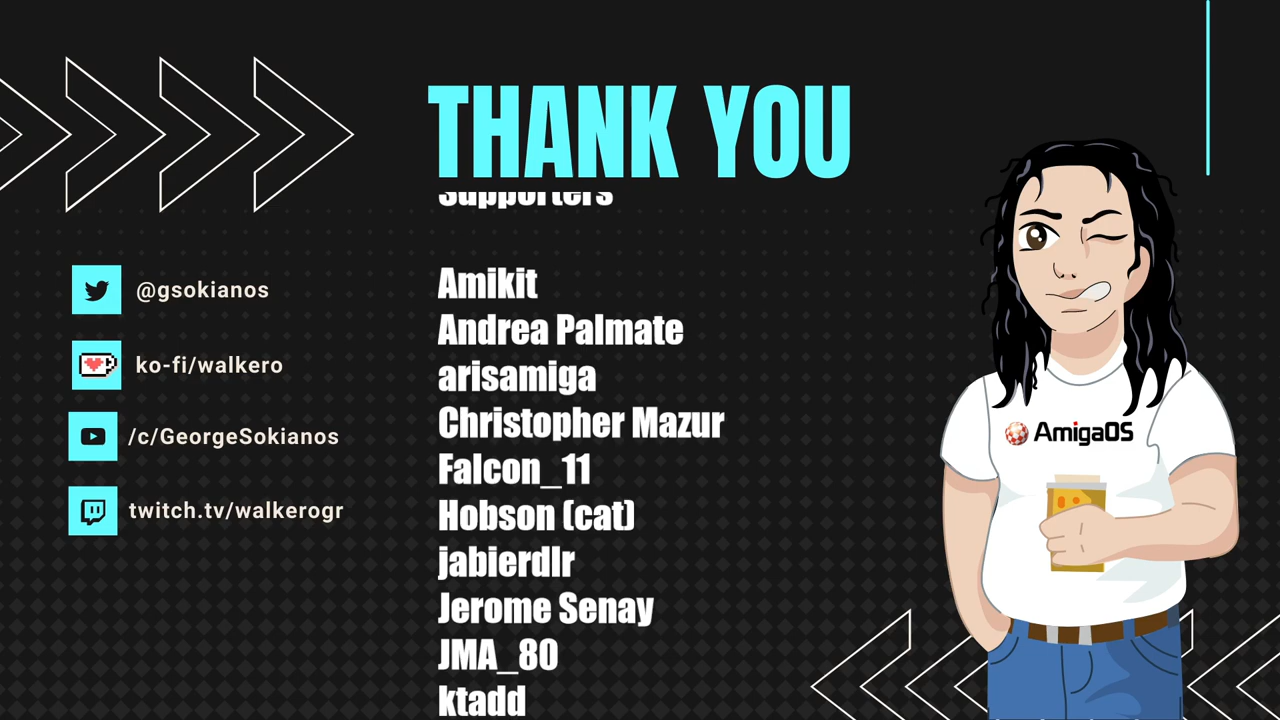 THANK YOU
Supporters
@gsokianos
ko-fi/walkero
/c/GeorgeSokianos
twitch.tv/walkerogr
Amikit
Andrea Palmate
arisamiga
Christopher Mazur
Falcon_11
Hobson (cat)
jabierdlr
Jerome Senay
JMA_80
ktadd
AmigaOS